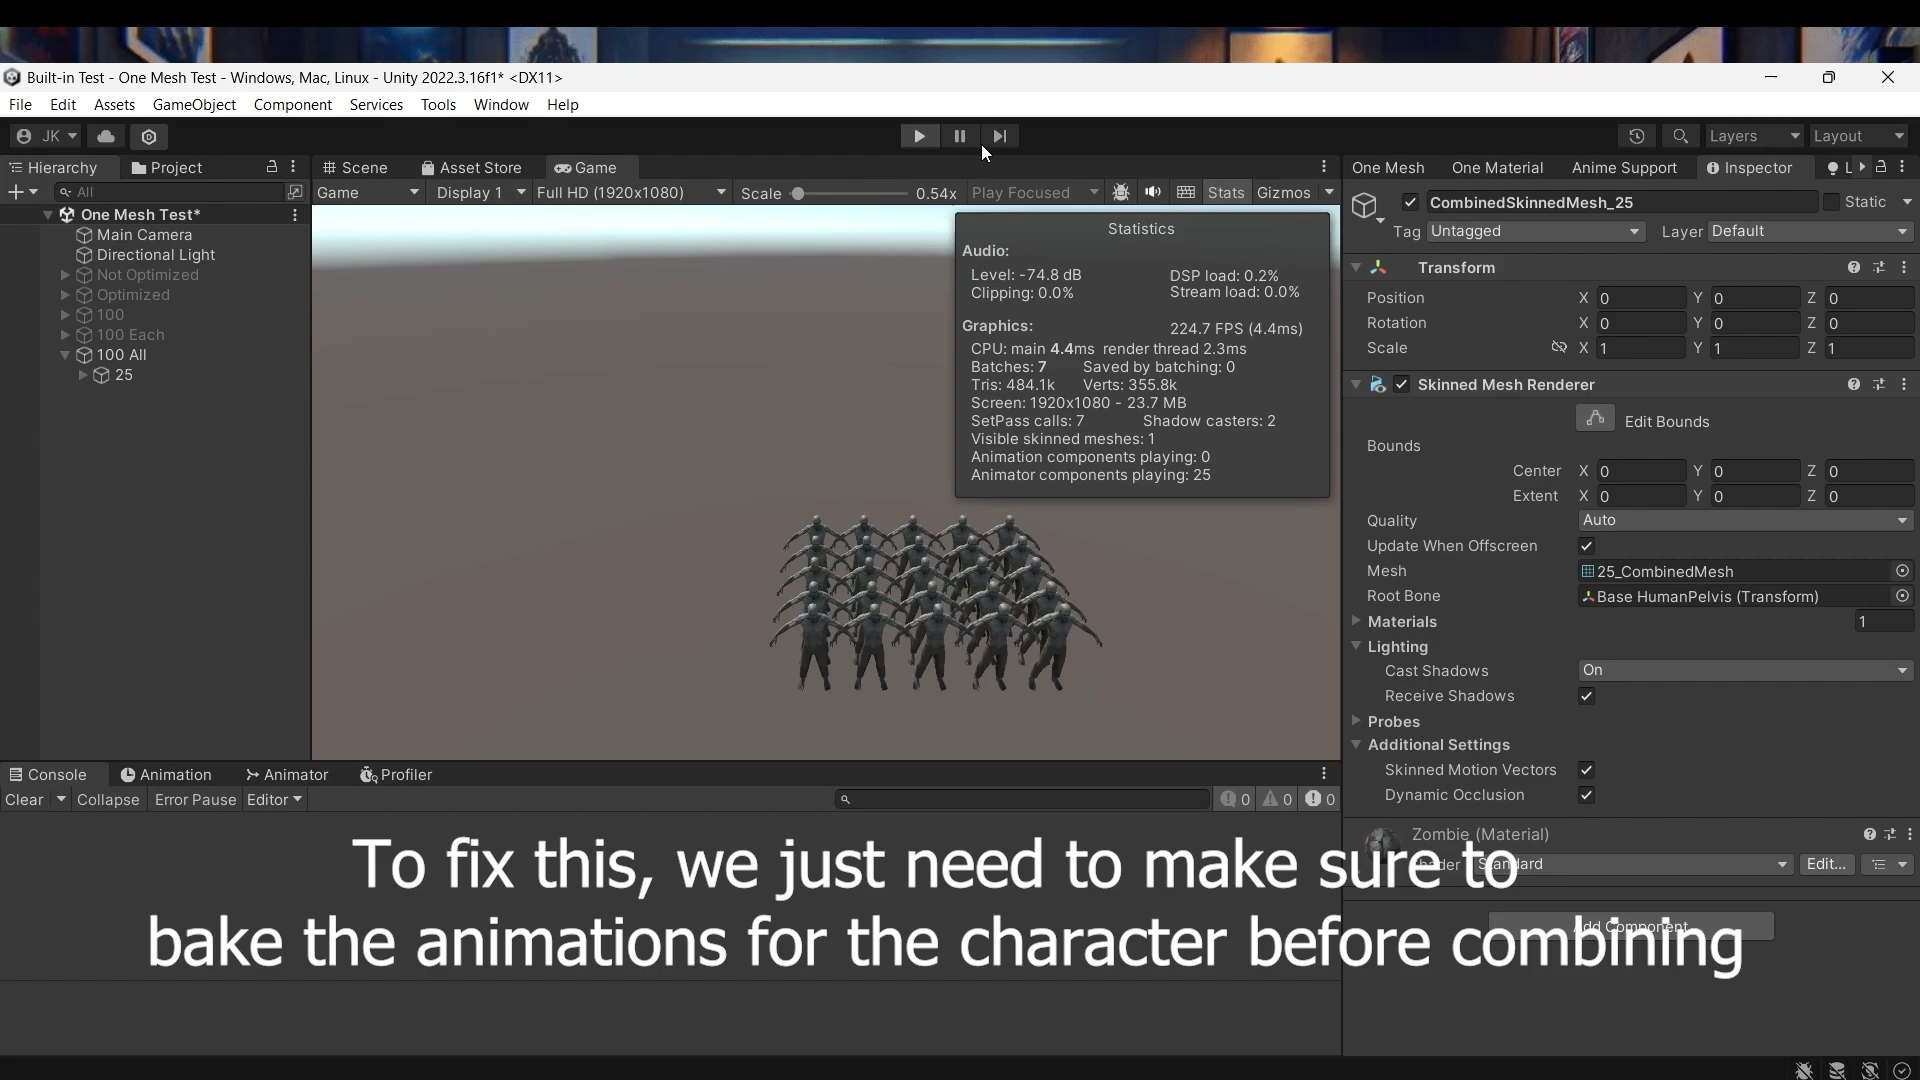 Built-in Test - One Mesh Test - Windows, Mac, Linux - Unity 2022.3.16f1* <DX11>
File Edit Assets GameObject Component Services Tools Window Help
JK
Layers
Layout
Hierarchy
Project
Scene
Asset Store
Game
One Mesh
One Material
Anime Support
Inspector
L
All
Game
Display 1
Full HD (1920x1080)
Scale
0.54x
Play Focused
Stats
Gizmos
One Mesh Test*
Main Camera
Directional Light
Not Optimized
Optimized
100
100 Each
100 All
25
Statistics
Audio:
Level: -74.8 dB DSP load: 0.2%
Clipping: 0.0% Stream load: 0.0%
Graphics: 224.7 FPS (4.4ms)
CPU: main 4.4ms render thread 2.3ms
Batches: 7 Saved by batching: 0
Tris: 484.1k Verts: 355.8k
Screen: 1920x1080 - 23.7 MB
SetPass calls: 7 Shadow casters: 2
Visible skinned meshes: 1
Animation components playing: 0
Animator components playing: 25
CombinedSkinnedMesh_25
Static
Tag Untagged Layer Default
Transform
Position X 0 Y 0 Z 0
Rotation X 0 Y 0 Z 0
Scale X 1 Y 1 Z 1
Skinned Mesh Renderer
Edit Bounds
Bounds
Center X 0 Y 0 Z 0
Extent X 0 Y 0 Z 0
Quality Auto
Update When Offscreen
Mesh 25_CombinedMesh
Root Bone Base HumanPelvis (Transform)
Materials 1
Lighting
Cast Shadows On
Receive Shadows
Probes
Additional Settings
Skinned Motion Vectors
Dynamic Occlusion
Zombie (Material)
Shader Standard Edit...
Add Component
Console
Animation
Animator
Profiler
Clear Collapse Error Pause Editor
0 0 0
To fix this, we just need to make sure to
bake the animations for the character before combining